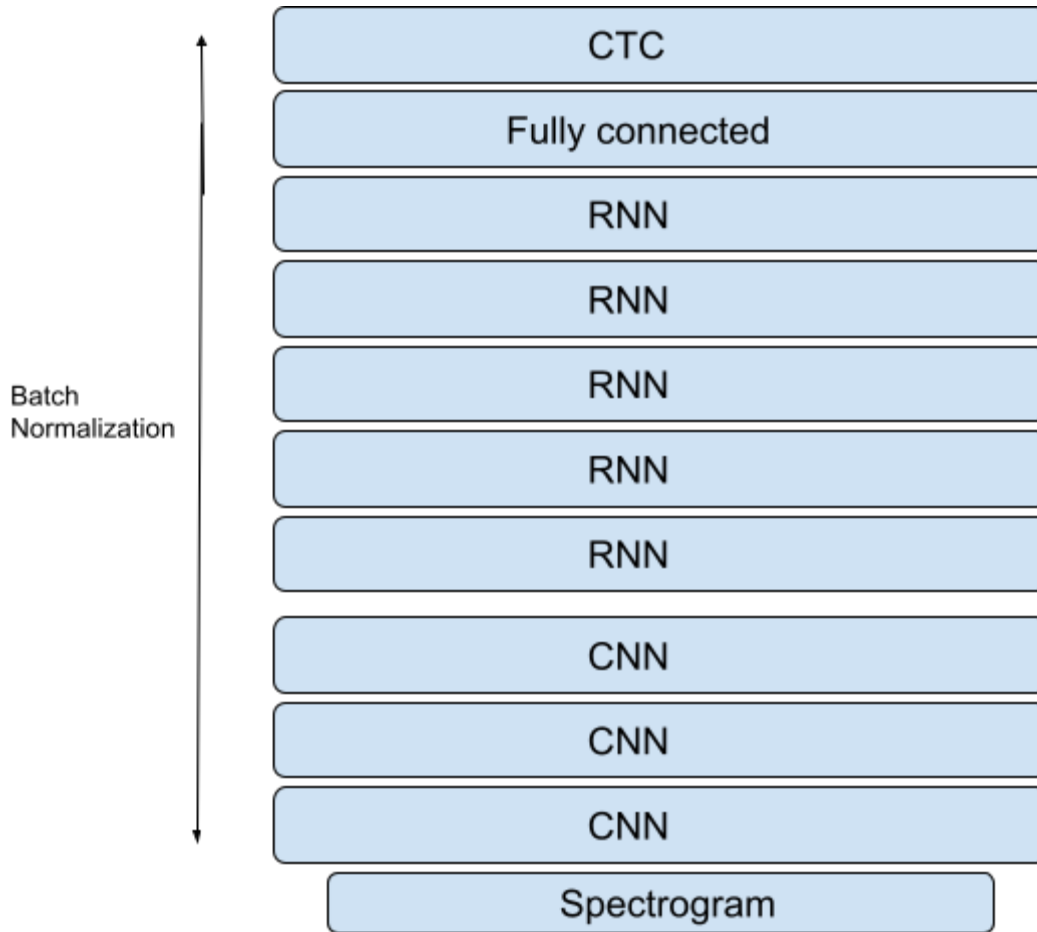 CTC
Fully connected
RNN
RNN
RNN
RNN
RNN
Batch
Normalization
CNN
CNN
CNN
Spectrogram